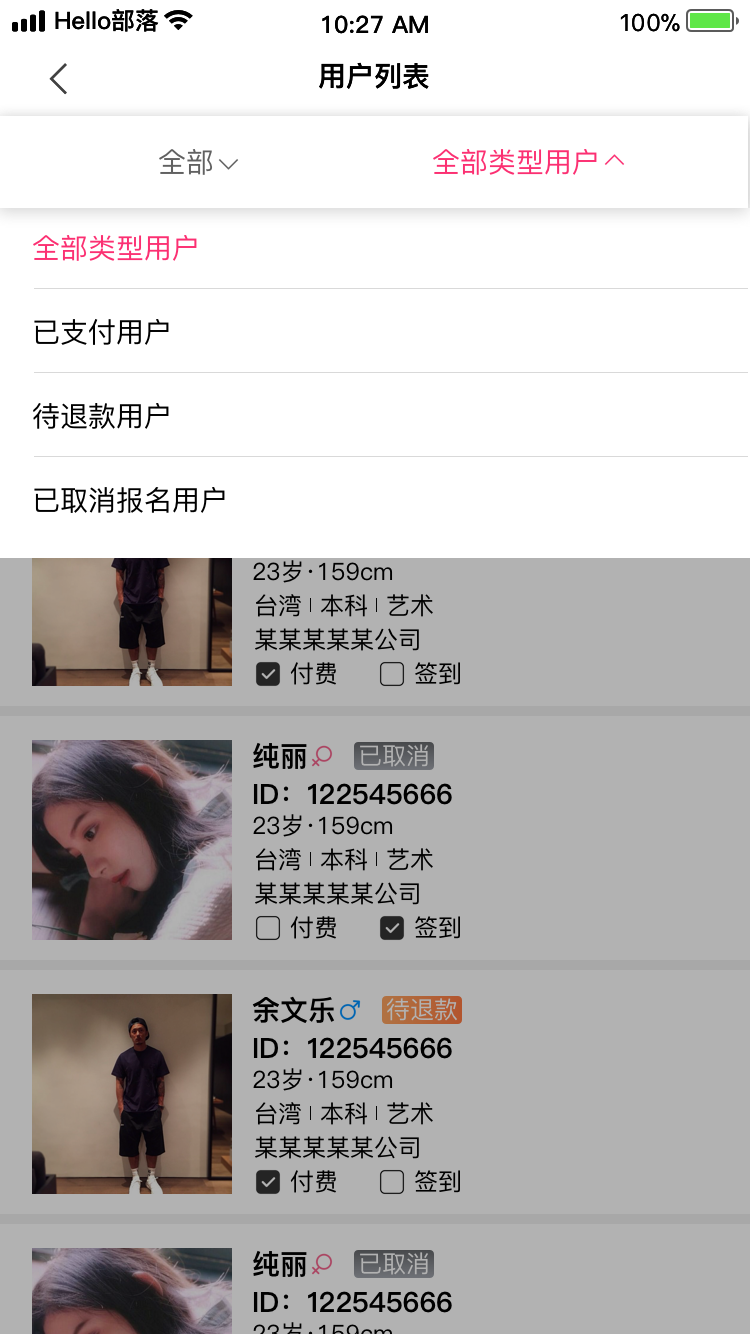 Hello部落 10:27 AM 100%
用户列表
全部 全部类型用户
全部类型用户
已支付用户
待退款用户
已取消报名用户
23岁·159cm
台湾 | 本科 | 艺术
某某某某某公司
付费 签到
纯丽 已取消
ID：122545666
23岁·159cm
台湾 | 本科 | 艺术
某某某某某公司
付费 签到
余文乐 待退款
ID：122545666
23岁·159cm
台湾 | 本科 | 艺术
某某某某某公司
付费 签到
纯丽 已取消
ID：122545666
23岁·159cm